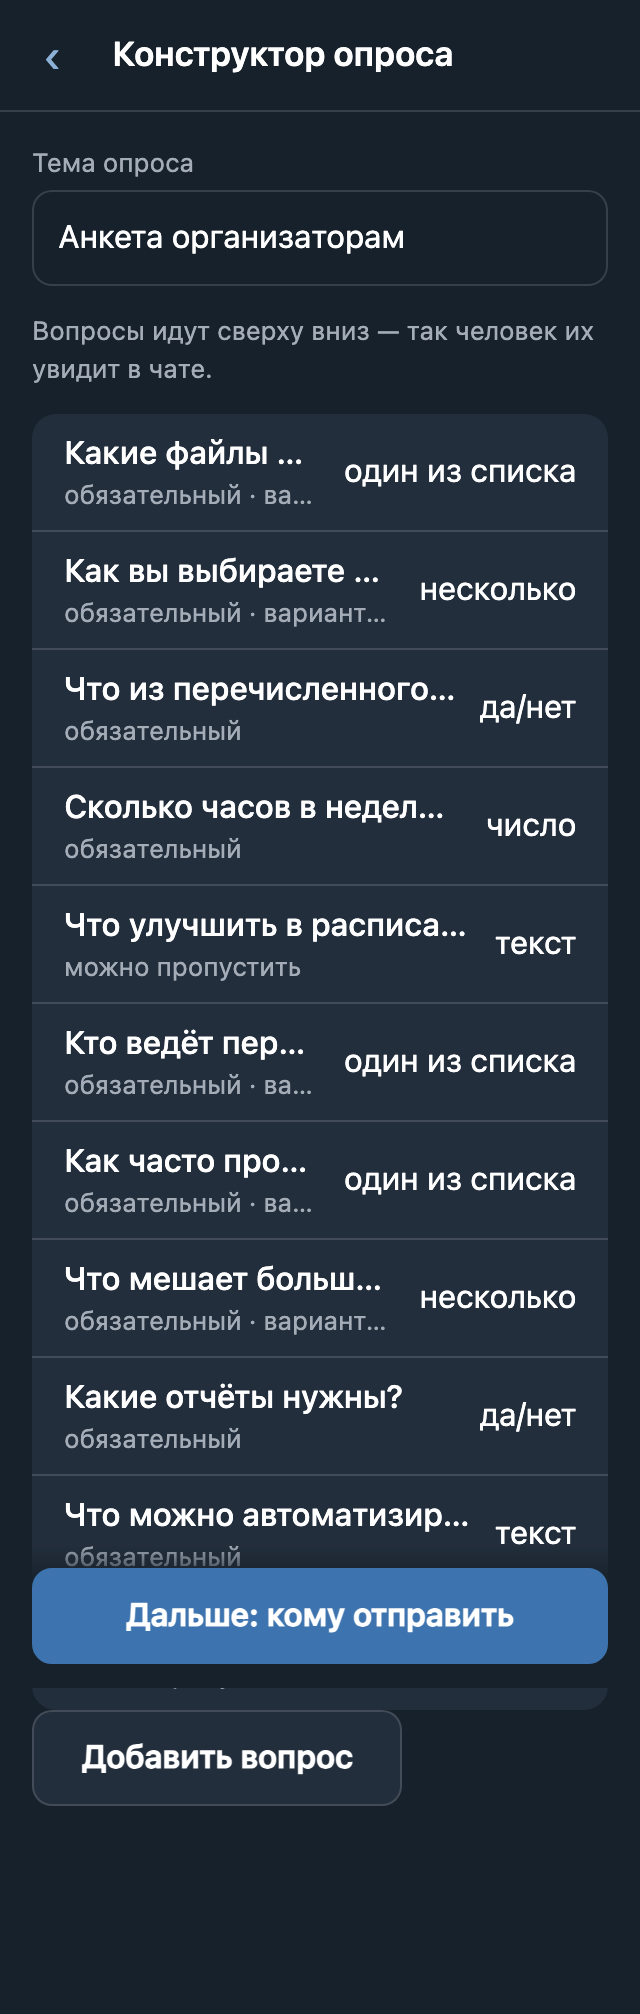 ‹ Конструктор опроса
Тема опроса
Анкета организаторам
Вопросы идут сверху вниз — так человек их
увидит в чате.
Какие файлы ...
один из списка
обязательный · ва...
Как вы выбираете ...
несколько
обязательный · вариант...
Что из перечисленного...
да/нет
обязательный
Сколько часов в недел...
число
обязательный
Что улучшить в расписа...
текст
можно пропустить
Кто ведёт пер...
один из списка
обязательный · ва...
Как часто про...
один из списка
обязательный · ва...
Что мешает больш...
несколько
обязательный · вариант...
Какие отчёты нужны?
да/нет
обязательный
Что можно автоматизир...
текст
обязательный
Дальше: кому отправить
Добавить вопрос